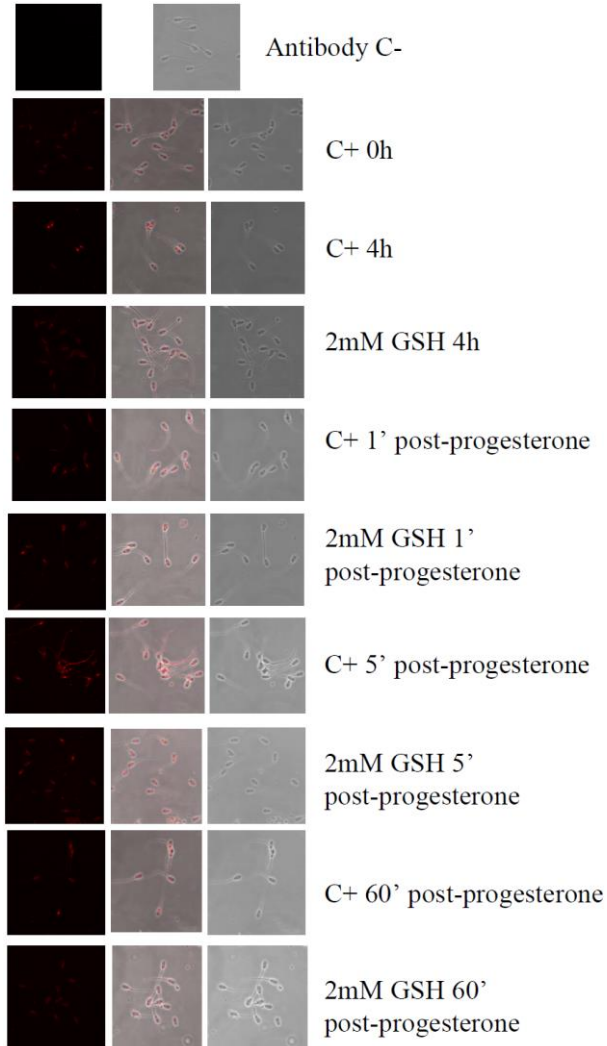 Antibody C-
C+ 0h
C+ 4h
2mM GSH 4h
C+ 1’ post-progesterone
2mM GSH 1’
post-progesterone
C+ 5’ post-progesterone
2mM GSH 5’
post-progesterone
C+ 60’ post-progesterone
2mM GSH 60’
post-progesterone